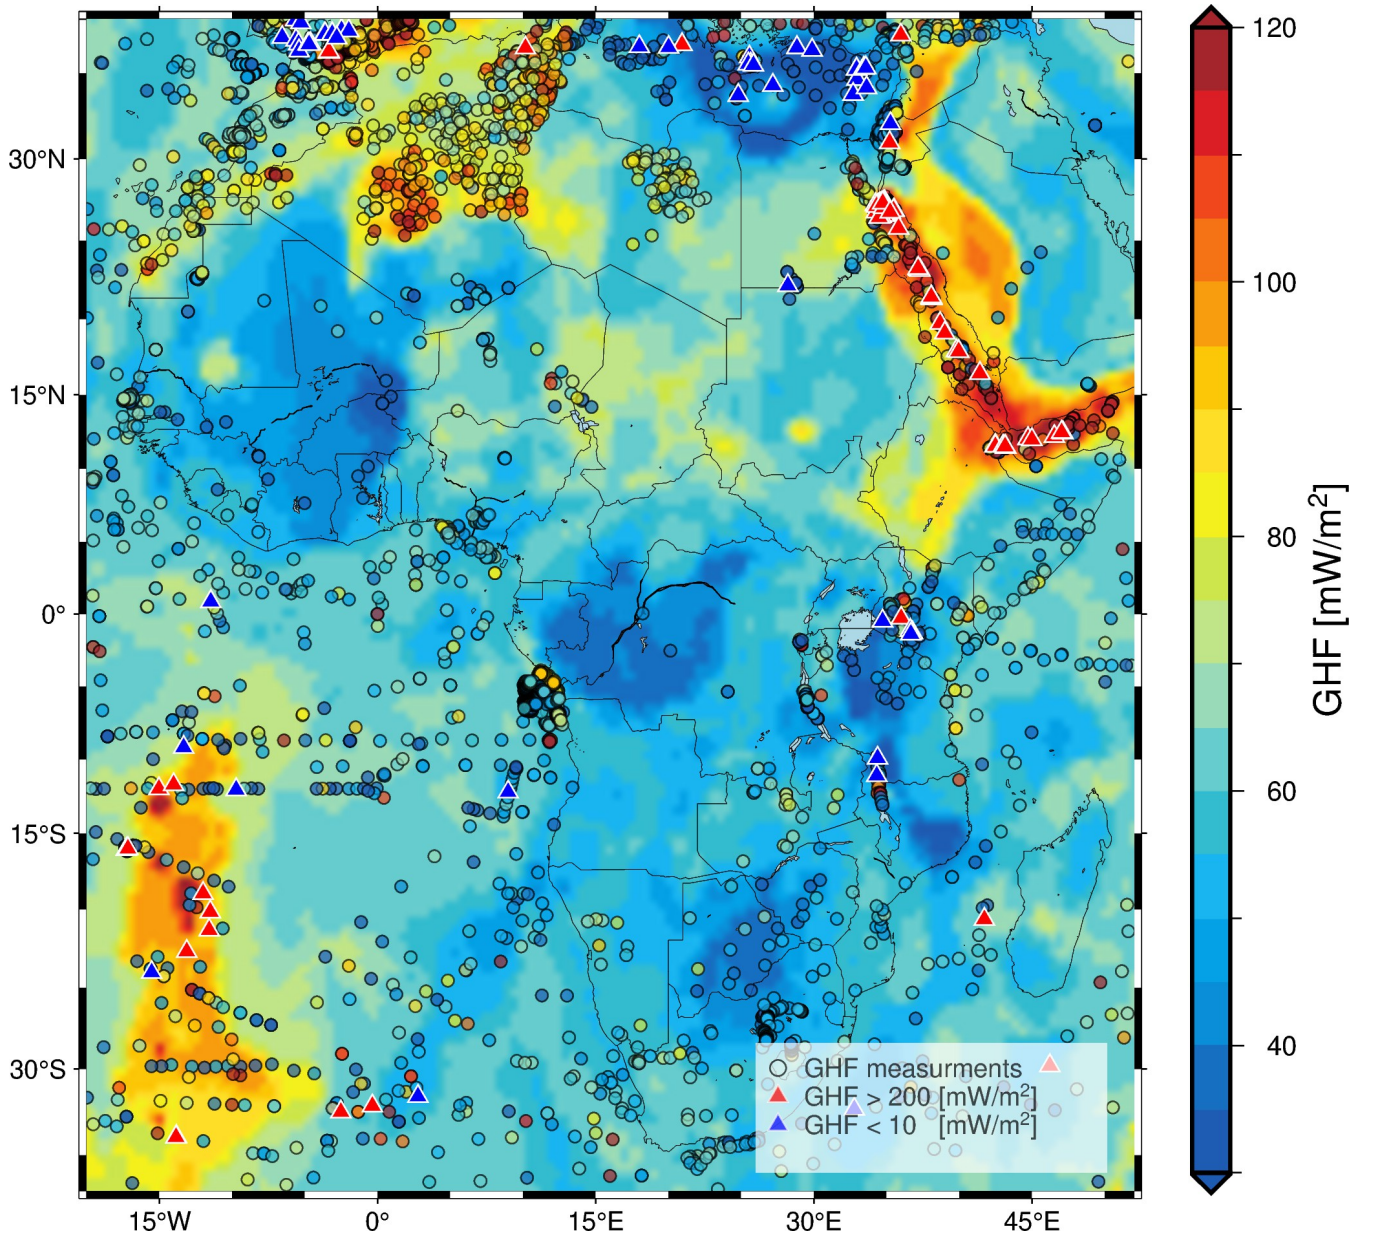 30°N
15°N
0°
15°S
30°S
15°W
0°
15°E
30°E
45°E
GHF measurments
GHF > 200 [mW/m²]
GHF < 10 [mW/m²]
120
100
80
60
40
GHF [mW/m²]